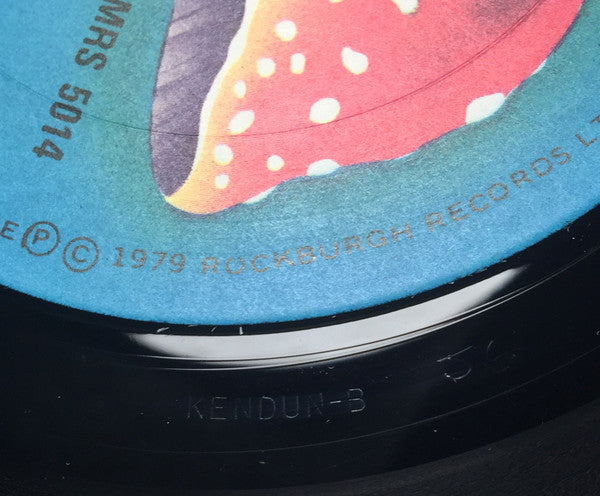 MRS 5014
E Ⓟ © 1979 ROCKBURGH RECORDS LT
KENDUN-B